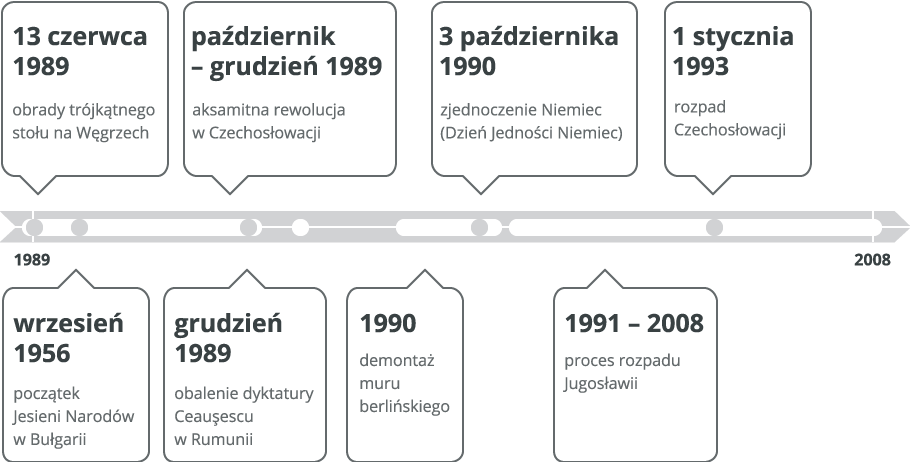 13 czerwca
1989
obrady trójkątnego
stołu na Węgrzech
październik
– grudzień 1989
aksamitna rewolucja
w Czechosłowacji
3 października
1990
zjednoczenie Niemiec
(Dzień Jedności Niemiec)
1 stycznia
1993
rozpad
Czechosłowacji
1989
2008
wrzesień
1956
początek
Jesieni Narodów
w Bułgarii
grudzień
1989
obalenie dyktatury
Ceauşescu
w Rumunii
1990
demontaż
muru
berlińskiego
1991 – 2008
proces rozpadu
Jugosławii